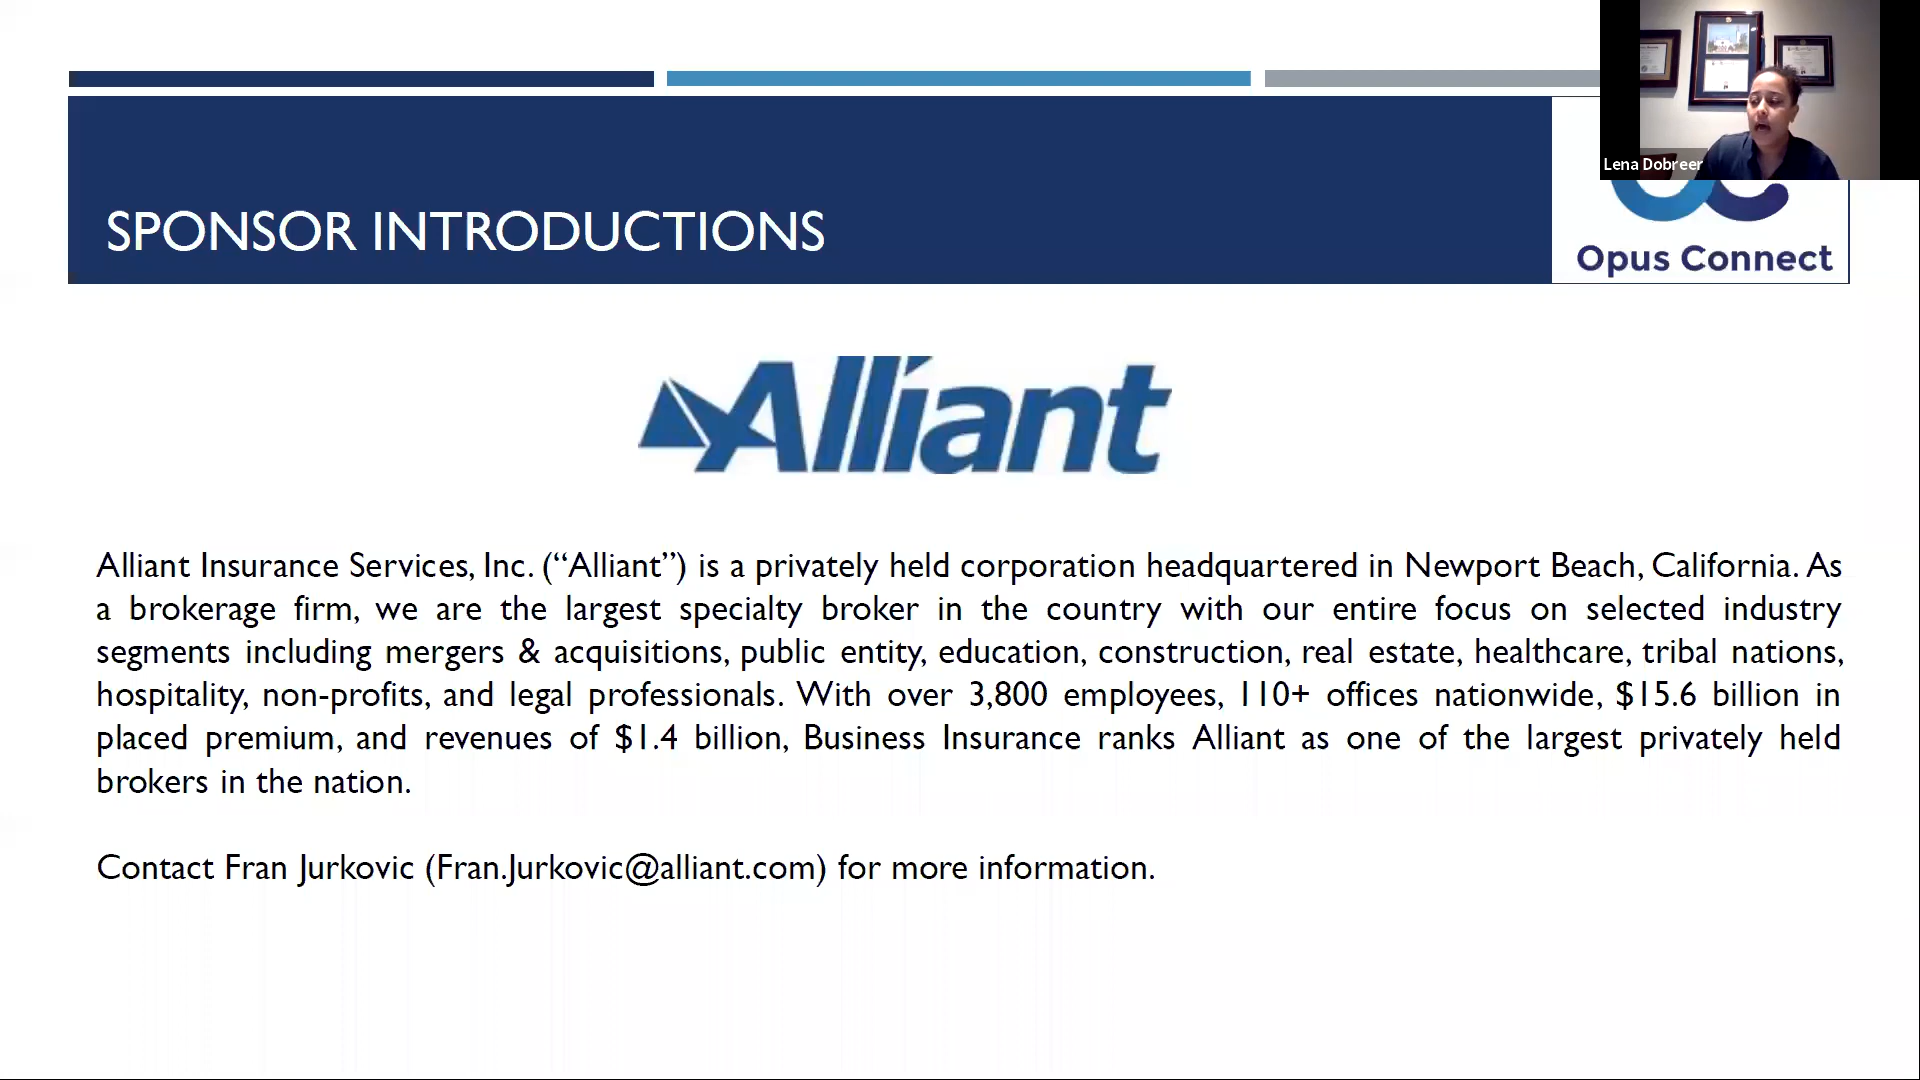 Lena Dobreer
SPONSOR INTRODUCTIONS
Opus Connect
Alliant
Alliant Insurance Services, Inc. (“Alliant”) is a privately held corporation headquartered in Newport Beach, California. As
a brokerage firm, we are the largest specialty broker in the country with our entire focus on selected industry
segments including mergers & acquisitions, public entity, education, construction, real estate, healthcare, tribal nations,
hospitality, non-profits, and legal professionals. With over 3,800 employees, 110+ offices nationwide, $15.6 billion in
placed premium, and revenues of $1.4 billion, Business Insurance ranks Alliant as one of the largest privately held
brokers in the nation.
Contact Fran Jurkovic (Fran.Jurkovic@alliant.com) for more information.